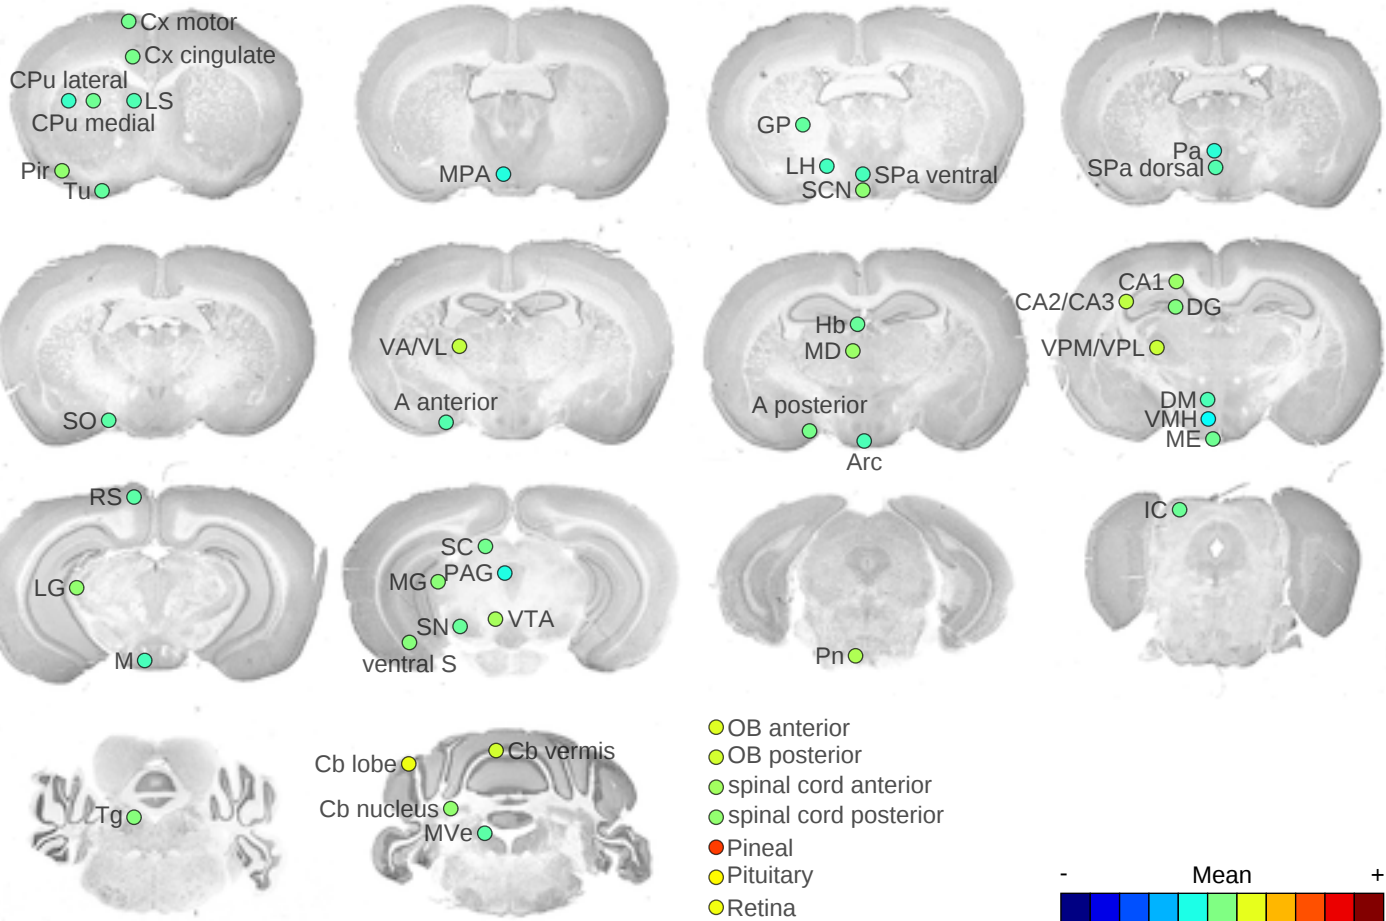 Cx motor
Cx cingulate
CPu lateral
LS
CPu medial
Pir
Tu
MPA
GP
LH
SPa ventral
SCN
Pa
SPa dorsal
SO
VA/VL
A anterior
Hb
MD
A posterior
Arc
CA1
CA2/CA3
DG
VPM/VPL
DM
VMH
ME
RS
LG
M
SC
MG PAG
SN VTA
ventral S
Pn
IC
Tg
Cb lobe
Cb vermis
Cb nucleus
MVe
OB anterior
OB posterior
spinal cord anterior
spinal cord posterior
Pineal
Pituitary
Retina
- Mean +